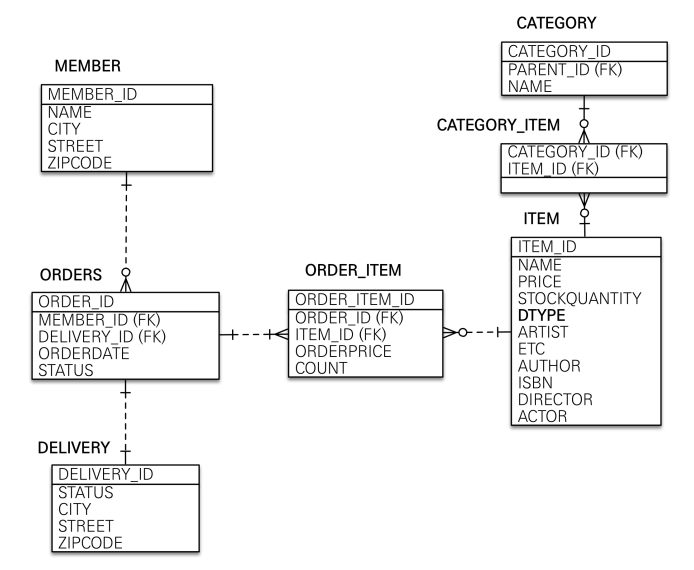 MEMBER
MEMBER_ID
NAME
CITY
STREET
ZIPCODE
CATEGORY
CATEGORY_ID
PARENT_ID (FK)
NAME
CATEGORY_ITEM
CATEGORY_ID (FK)
ITEM_ID (FK)
ORDERS
ORDER_ID
MEMBER_ID (FK)
DELIVERY_ID (FK)
ORDERDATE
STATUS
ORDER_ITEM
ORDER_ITEM_ID
ORDER_ID (FK)
ITEM_ID (FK)
ORDERPRICE
COUNT
ITEM
ITEM_ID
NAME
PRICE
STOCKQUANTITY
DTYPE
ARTIST
ETC
AUTHOR
ISBN
DIRECTOR
ACTOR
DELIVERY
DELIVERY_ID
STATUS
CITY
STREET
ZIPCODE